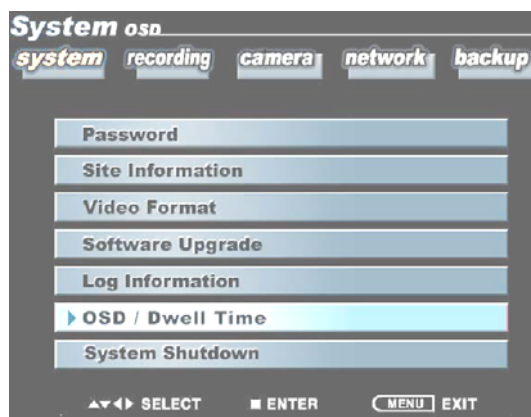 System OSD
system recording camera network backup
Password
Site Information
Video Format
Software Upgrade
Log Information
OSD / Dwell Time
System Shutdown
▲▼◀▶ SELECT ■ ENTER MENU EXIT